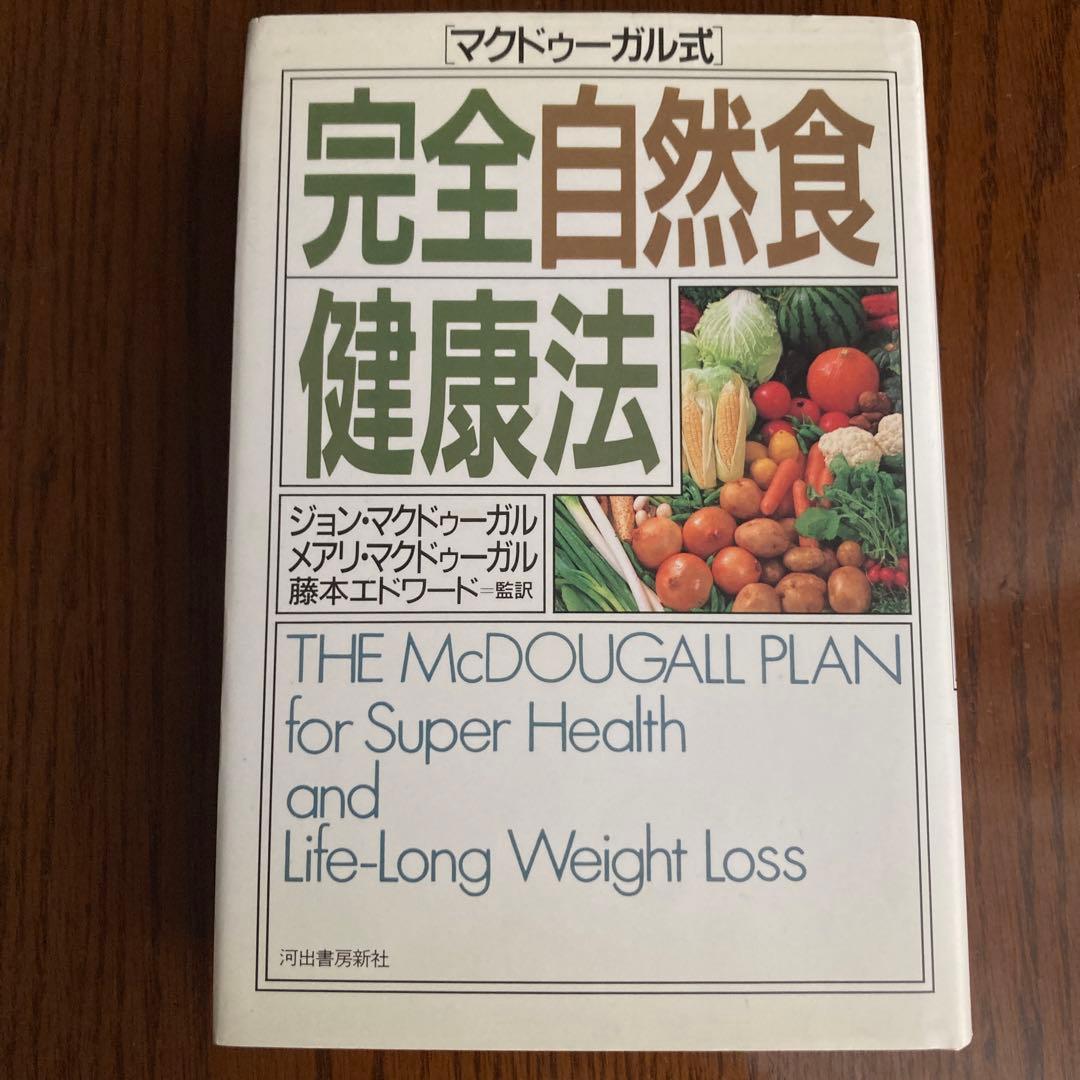 [マクドゥーガル式]
完全自然食
健康法
ジョン・マクドゥーガル
メアリ・マクドゥーガル
藤本エドワード=監訳
THE McDOUGALL PLAN
for Super Health
and
Life-Long Weight Loss
河出書房新社